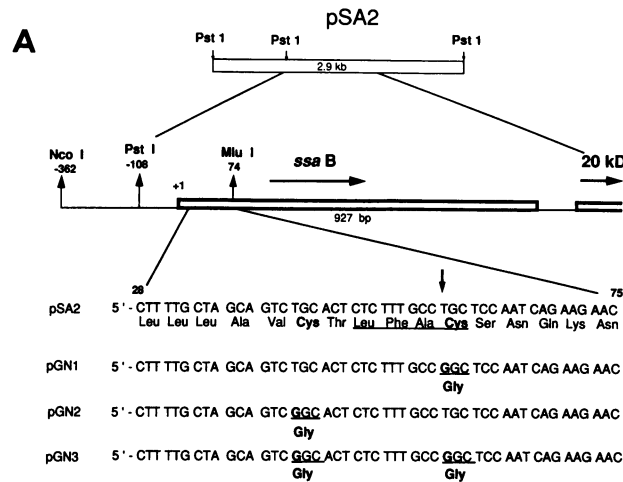 pSA2
A
Pst 1 Pst 1 Pst 1
2.9 kb
Nco I Pst I Mlu I ssa B 20 kD
-362 -108 74
+1
927 bp
28 75
pSA2 5'-CTT TTG CTA GCA GTC TGC ACT CTC TTT GCC TGC TCC AAT CAG AAG AAC
Leu Leu Leu Ala Val Cys Thr Leu Phe Ala Cys Ser Asn Gln Lys Asn
pGN1 5'-CTT TTG CTA GCA GTC TGC ACT CTC TTT GCC GGC TCC AAT CAG AAG AAC
Gly
pGN2 5'-CTT TTG CTA GCA GTC GGC ACT CTC TTT GCC TGC TCC AAT CAG AAG AAC
Gly
pGN3 5'-CTT TTG CTA GCA GTC GGC ACT CTC TTT GCC GGC TCC AAT CAG AAG AAC
Gly Gly